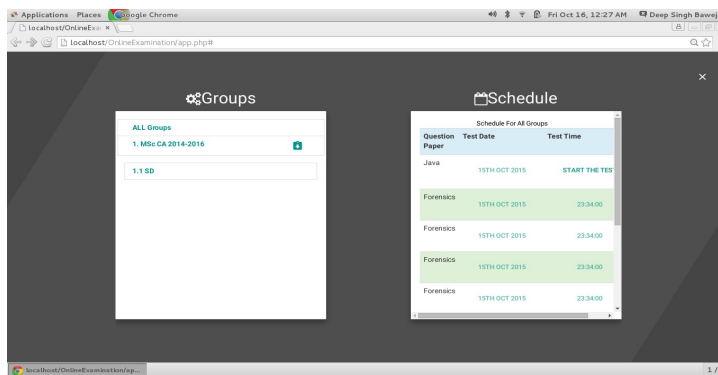 Applications Places Google Chrome Fri Oct 16, 12:27 AM Deep Singh Bawej
localhost/OnlineExa
localhost/OnlineExamination/app.php#
Groups
ALL Groups
1. MSc CA 2014-2016
1.1 SD
Schedule
Schedule For All Groups
Question Paper Test Date Test Time
Java 15TH OCT 2015 START THE TES
Forensics 15TH OCT 2015 23:34:00
Forensics 15TH OCT 2015 23:34:00
Forensics 15TH OCT 2015 23:34:00
Forensics 15TH OCT 2015 23:34:00
localhost/OnlineExamination/ap... 1 /